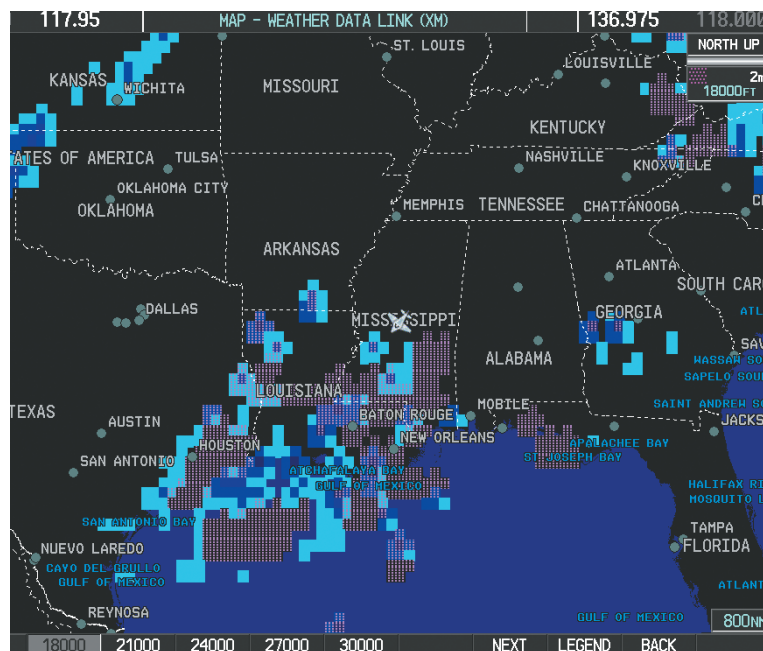 117.95 MAP – WEATHER DATA LINK (XM) 136.975 118.000
NORTH UP
ST. LOUIS
LOUISVILLE
KANSAS
WICHITA
MISSOURI
18000FT
KENTUCKY
ATES OF AMERICA
TULSA
NASHVILLE
KNOXVILLE
OKLAHOMA CITY
OKLAHOMA
MEMPHIS
TENNESSEE
CHATTANOOGA
ARKANSAS
ATLANTA
SOUTH CAR
DALLAS
MISSISSIPPI
GEORGIA
ATL
SAV
ALABAMA
WASSAW SO
SAPELO SOU
LOUISIANA
TEXAS
AUSTIN
BATON ROUGE
MOBILE
SAINT ANDREW SO
JACKS
HOUSTON
NEW ORLEANS
APALACHEE BAY
SAN ANTONIO
ATCHAFALAYA BAY
ST JOSEPH BAY
GULF OF MEXICO
HALIFAX RI
MOSQUITO L
SAN ANTONIO BAY
TAMPA
NUEVO LAREDO
FLORIDA
CAYO DEL GRULLO
GULF OF MEXICO
ATLANT
REYNOSA
GULF OF MEXICO
800NM
18000 21000 24000 27000 30000 NEXT LEGEND BACK